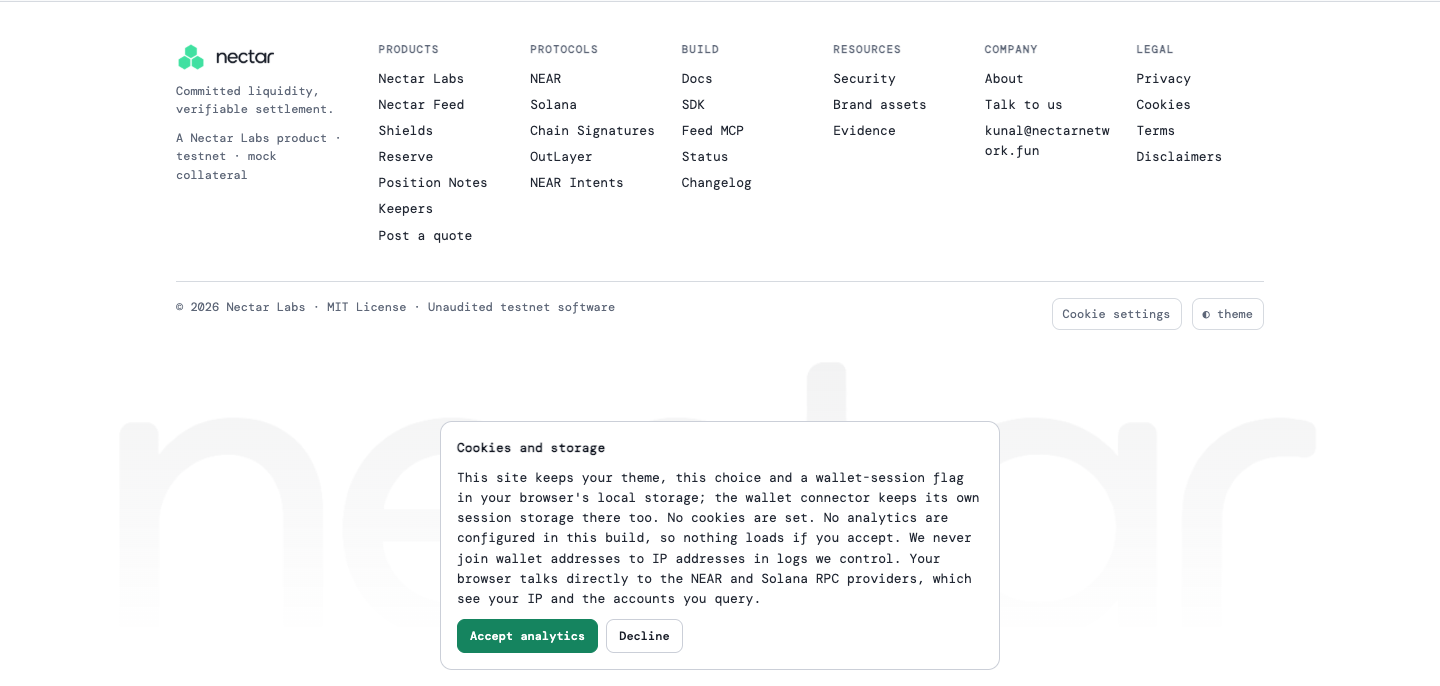 nectar
Committed liquidity,
verifiable settlement.
A Nectar Labs product ·
testnet · mock
collateral
PRODUCTS
Nectar Labs
Nectar Feed
Shields
Reserve
Position Notes
Keepers
Post a quote
PROTOCOLS
NEAR
Solana
Chain Signatures
OutLayer
NEAR Intents
BUILD
Docs
SDK
Feed MCP
Status
Changelog
RESOURCES
Security
Brand assets
Evidence
COMPANY
About
Talk to us
kunal@nectarnetw
ork.fun
LEGAL
Privacy
Cookies
Terms
Disclaimers
© 2026 Nectar Labs · MIT License · Unaudited testnet software
Cookie settings
◐ theme
nectar
Cookies and storage
This site keeps your theme, this choice and a wallet-session flag
in your browser's local storage; the wallet connector keeps its own
session storage there too. No cookies are set. No analytics are
configured in this build, so nothing loads if you accept. We never
join wallet addresses to IP addresses in logs we control. Your
browser talks directly to the NEAR and Solana RPC providers, which
see your IP and the accounts you query.
Accept analytics
Decline